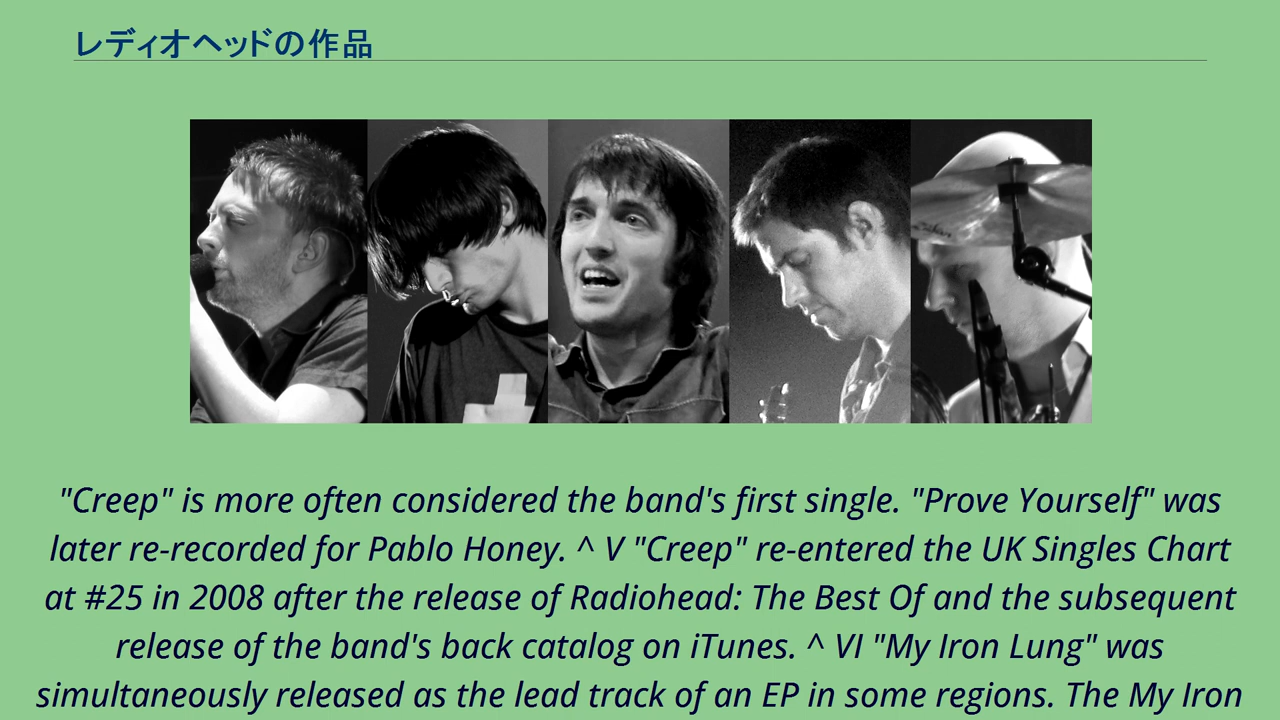 レディオヘッドの作品
"Creep" is more often considered the band's first single. "Prove Yourself" was
later re-recorded for Pablo Honey. ^ V "Creep" re-entered the UK Singles Chart
at #25 in 2008 after the release of Radiohead: The Best Of and the subsequent
release of the band's back catalog on iTunes. ^ VI "My Iron Lung" was
simultaneously released as the lead track of an EP in some regions. The My Iron